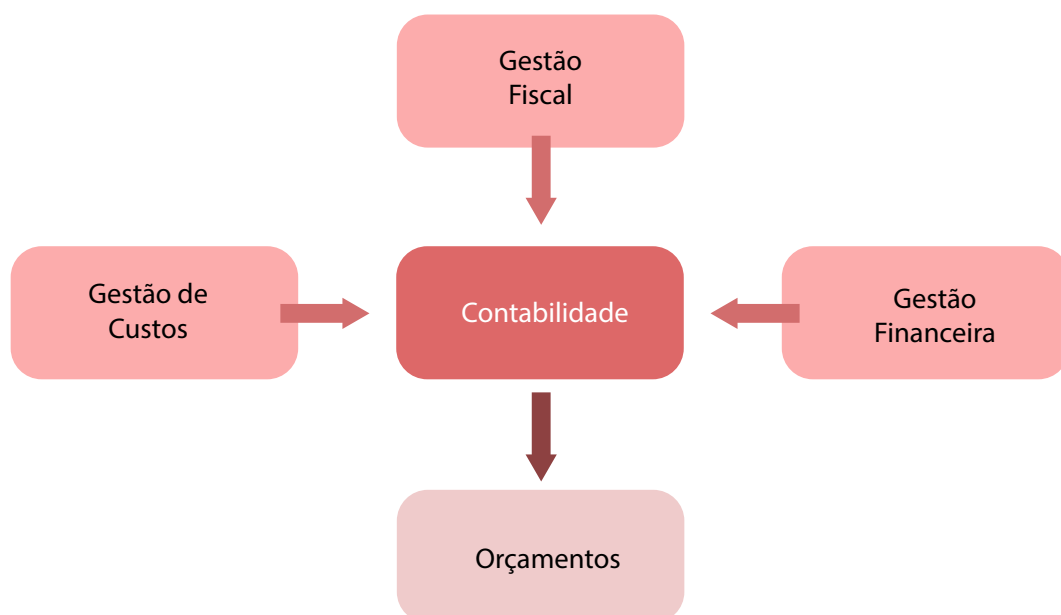 Gestão
Fiscal
Gestão de
Custos
Contabilidade
Gestão
Financeira
Orçamentos